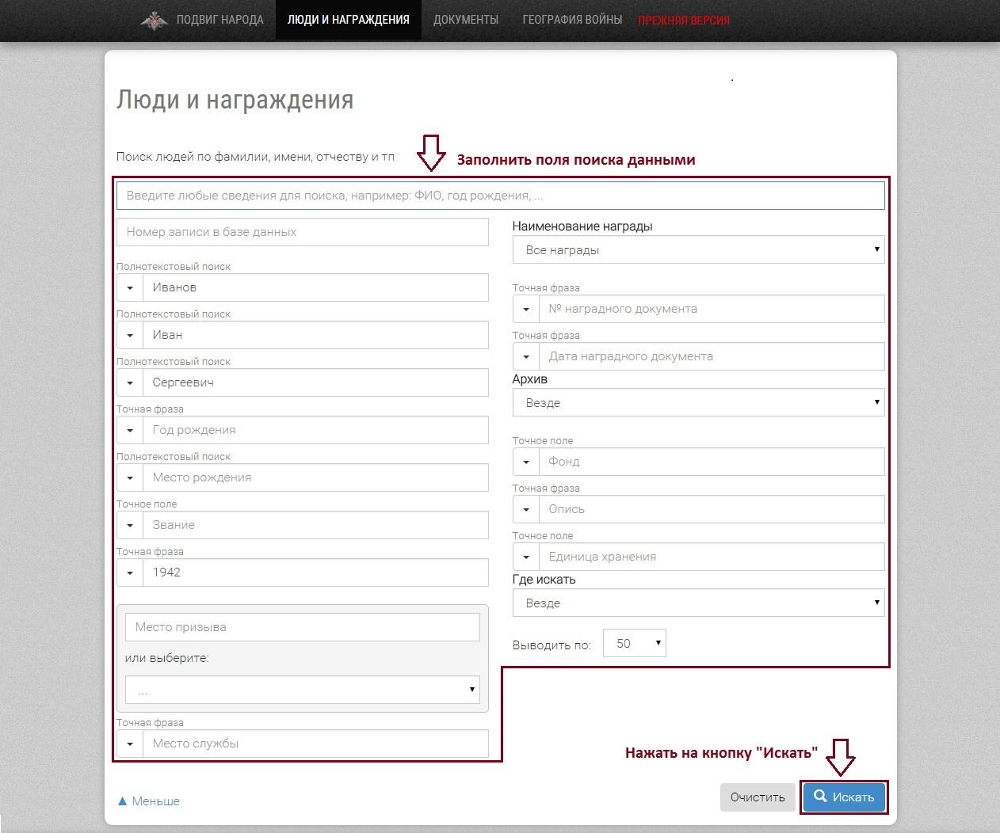 ПОДВИГ НАРОДА ЛЮДИ И НАГРАЖДЕНИЯ ДОКУМЕНТЫ ГЕОГРАФИЯ ВОЙНЫ ПРЕЖНЯЯ ВЕРСИЯ
Люди и награждения
Поиск людей по фамилии, имени, отчеству и тп
Заполнить поля поиска данными
Введите любые сведения для поиска, например: ФИО, год рождения, ...
Номер записи в базе данных
Полнотекстовый поиск
Иванов
Полнотекстовый поиск
Иван
Полнотекстовый поиск
Сергеевич
Точная фраза
Год рождения
Полнотекстовый поиск
Место рождения
Точное поле
Звание
Точная фраза
1942
Место призыва
или выберите:
...
Точная фраза
Место службы
Наименование награды
Все награды
Точная фраза
№ наградного документа
Точная фраза
Дата наградного документа
Архив
Везде
Точное поле
Фонд
Точная фраза
Опись
Точное поле
Единица хранения
Где искать
Везде
Выводить по: 50
Нажать на кнопку "Искать"
▲ Меньше
Очистить
Искать